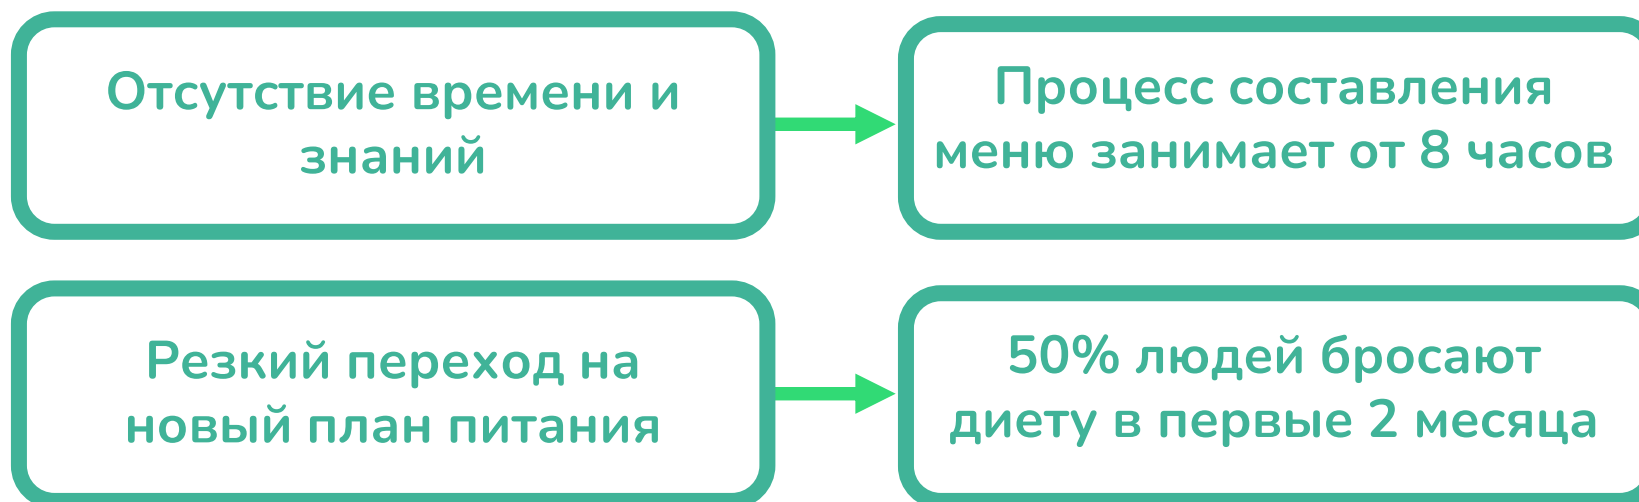 Отсутствие времени и
знаний
Процесс составления
меню занимает от 8 часов
Резкий переход на
новый план питания
50% людей бросают
диету в первые 2 месяца